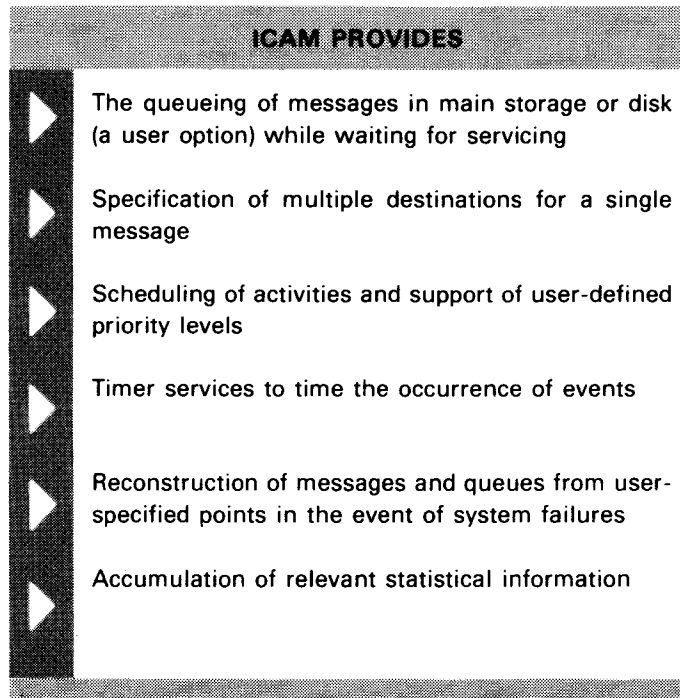 ICAM PROVIDES
The queueing of messages in main storage or disk
(a user option) while waiting for servicing
Specification of multiple destinations for a single
message
Scheduling of activities and support of user-defined
priority levels
Timer services to time the occurrence of events
Reconstruction of messages and queues from user-
specified points in the event of system failures
Accumulation of relevant statistical information